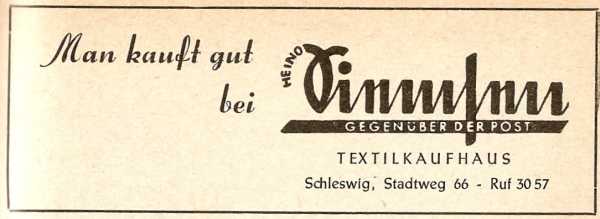 Man kauft gut
bei
HEINO
GEGENÜBER DER POST
TEXTILKAUFHAUS
Schleswig, Stadtweg 66 - Ruf 30 57